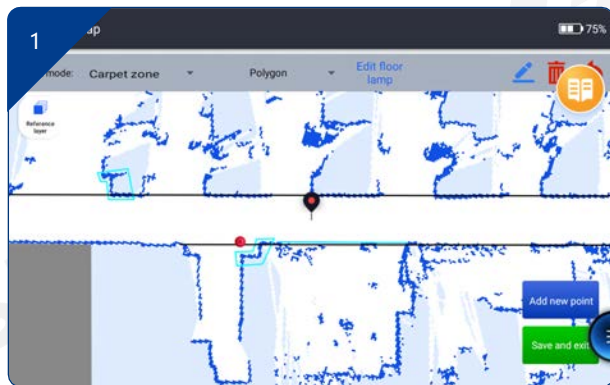 1
ap
75%
mode:
Carpet zone
Polygon
Edit floor
lamp
Reference
layer
Add new point
Save and exit